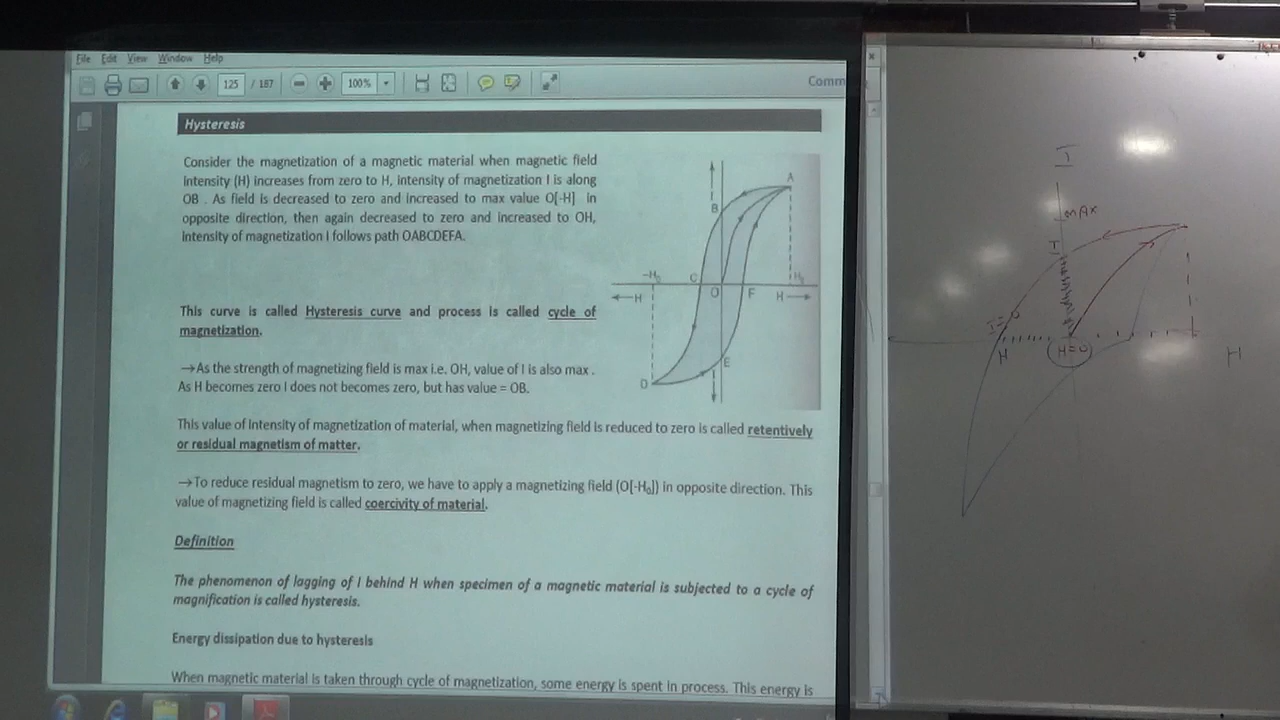 File Edit View Window Help
125 / 187 100% Comm
Hysteresis
Consider the magnetization of a magnetic material when magnetic field
Intensity (H) increases from zero to H, intensity of magnetization I is along
OB . As field is decreased to zero and increased to max value O[-H] in
opposite direction, then again decreased to zero and increased to OH,
Intensity of magnetization I follows path OABCDEFA.
A
I
B
-H₀ C O F H₀
←H H→
E
D
This curve is called Hysteresis curve and process is called cycle of
magnetization.
→As the strength of magnetizing field is max i.e. OH, value of I is also max .
As H becomes zero I does not becomes zero, but has value = OB.
This value of Intensity of magnetization of material, when magnetizing field is reduced to zero is called retentively
or residual magnetism of matter.
→To reduce residual magnetism to zero, we have to apply a magnetizing field (O[-H₀]) in opposite direction. This
value of magnetizing field is called coercivity of material.
Definition
The phenomenon of lagging of I behind H when specimen of a magnetic material is subjected to a cycle of
magnification is called hysteresis.
Energy dissipation due to hysteresis
When magnetic material is taken through cycle of magnetization, some energy is spent in process. This energy is
I
MAX
I
I=0
H
H=0
H